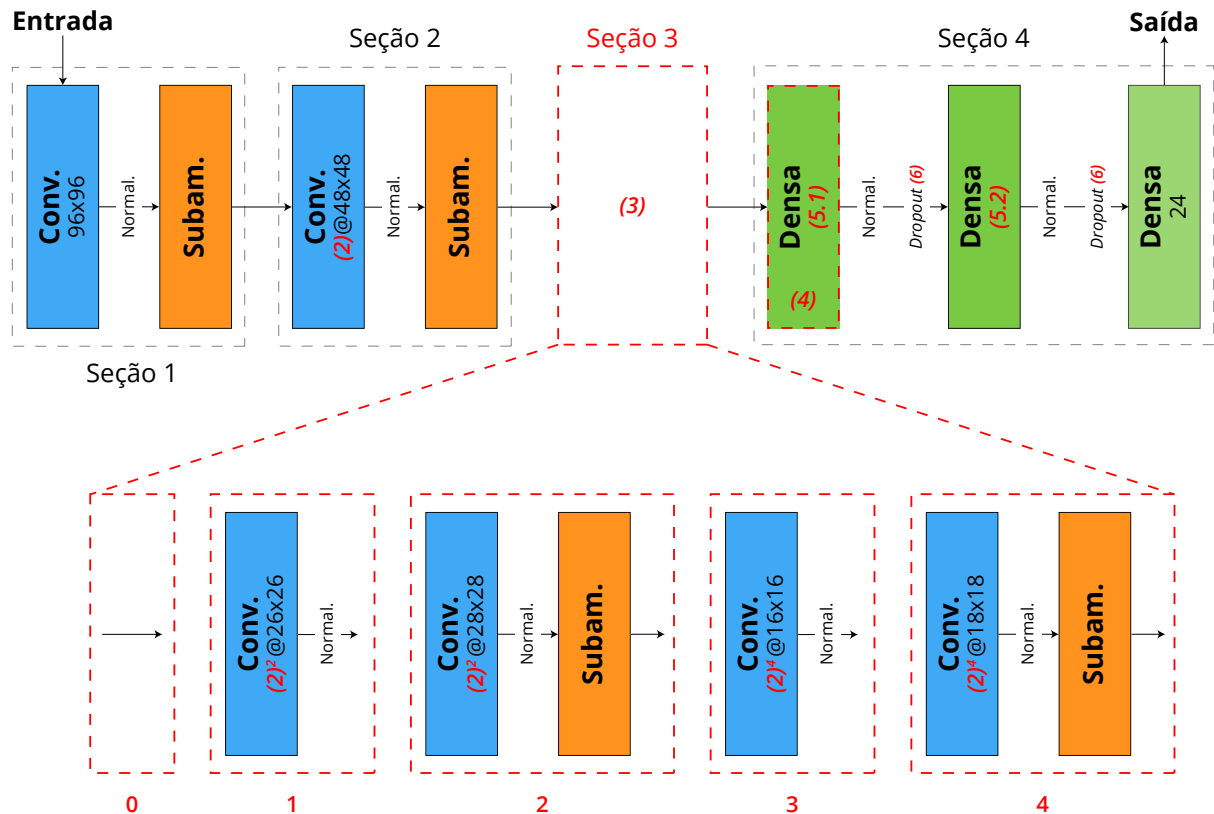 Entrada
Saída
Seção 2
Seção 3
Seção 4
Conv.
96x96
Normal.
Subam.
Conv.
(2)@48x48
Normal.
Subam.
(3)
Densa
(5.1)
(4)
Normal.
Dropout (6)
Densa
(5.2)
Normal.
Dropout (6)
Densa
24
Seção 1
Conv.
(2)²@26x26
Normal.
Conv.
(2)²@28x28
Normal.
Subam.
Conv.
(2)⁴@16x16
Normal.
Conv.
(2)⁴@18x18
Normal.
Subam.
0
1
2
3
4